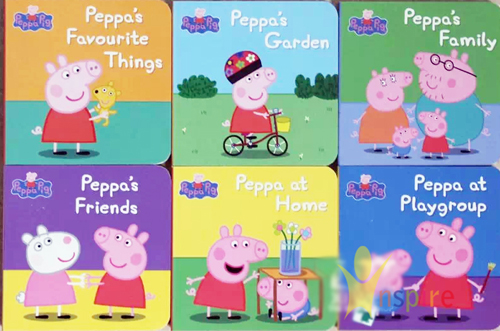 Peppa Pig
Peppa's
Favourite
Things
Peppa Pig
Peppa's
Garden
Peppa Pig
Peppa's
Family
Peppa Pig
Peppa's
Friends
Peppa Pig
Peppa at
Home
Peppa Pig
Peppa at
Playgroup
inspire